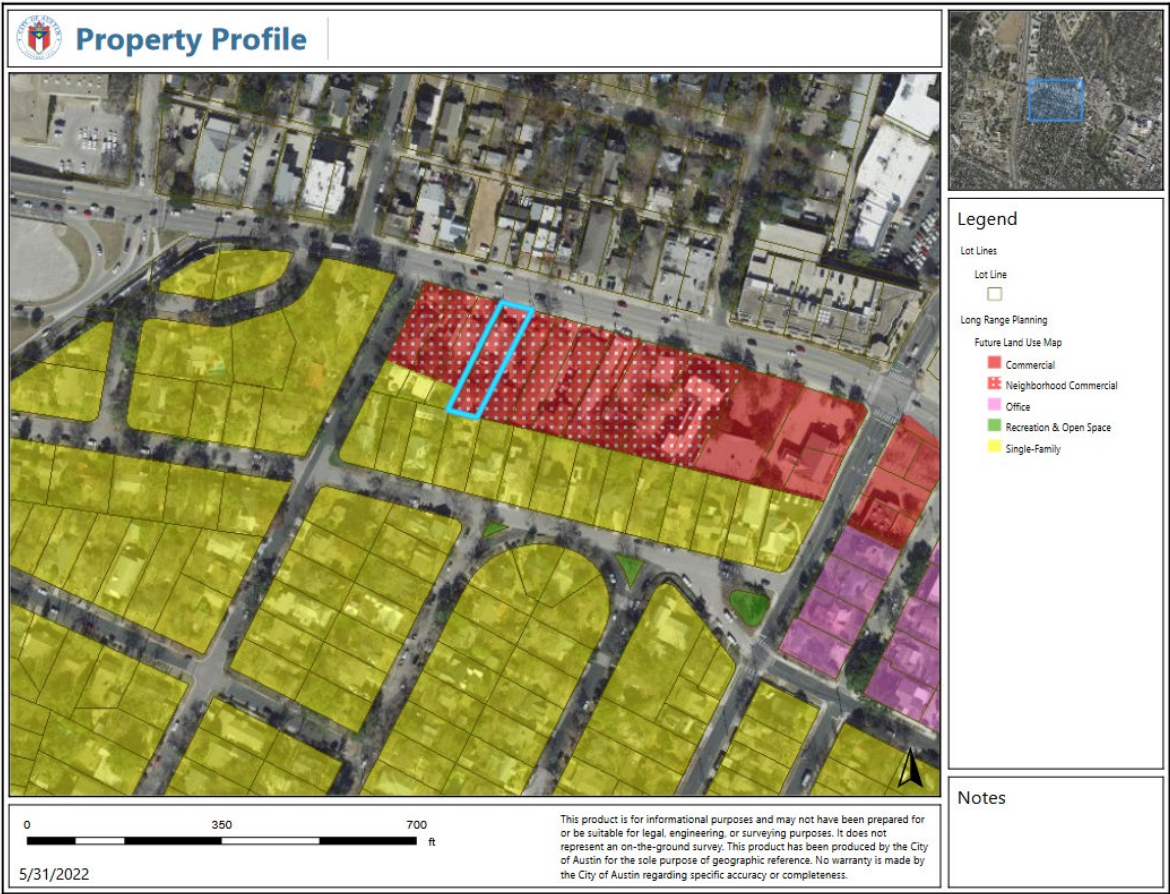 Property Profile
Legend
Lot Lines
Lot Line
Long Range Planning
Future Land Use Map
Commercial
Neighborhood Commercial
Office
Recreation & Open Space
Single-Family
Notes
0 350 700
ft
5/31/2022
This product is for informational purposes and may not have been prepared for
or be suitable for legal, engineering, or surveying purposes. It does not
represent an on-the-ground survey. This product has been produced by the City
of Austin for the sole purpose of geographic reference. No warranty is made by
the City of Austin regarding specific accuracy or completeness.